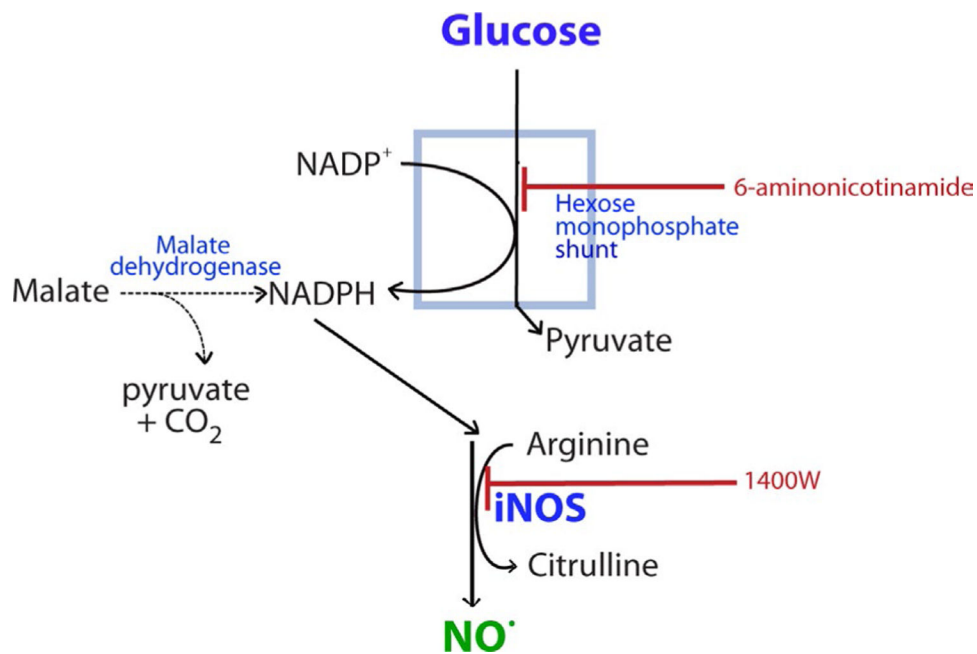 Glucose
NADP⁺
6-aminonicotinamide
Hexose
monophosphate
shunt
Malate
dehydrogenase
Malate
NADPH
Pyruvate
pyruvate
+ CO₂
Arginine
1400W
iNOS
Citrulline
NO·